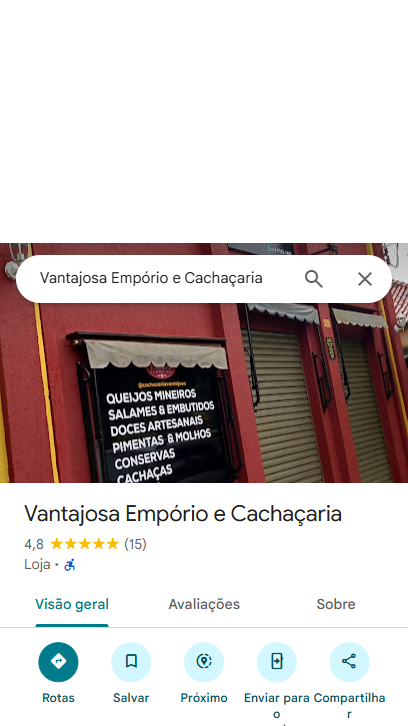 Vantajosa Empório e Cachaçaria
@cachacariavantajosa
QUEIJOS MINEIROS
SALAMES & EMBUTIDOS
DOCES ARTESANAIS
PIMENTAS & MOLHOS
CONSERVAS
CACHAÇAS
Vantajosa Empório e Cachaçaria
4,8 (15)
Loja ·
Visão geral Avaliações Sobre
Rotas Salvar Próximo Enviar para o Compartilhar